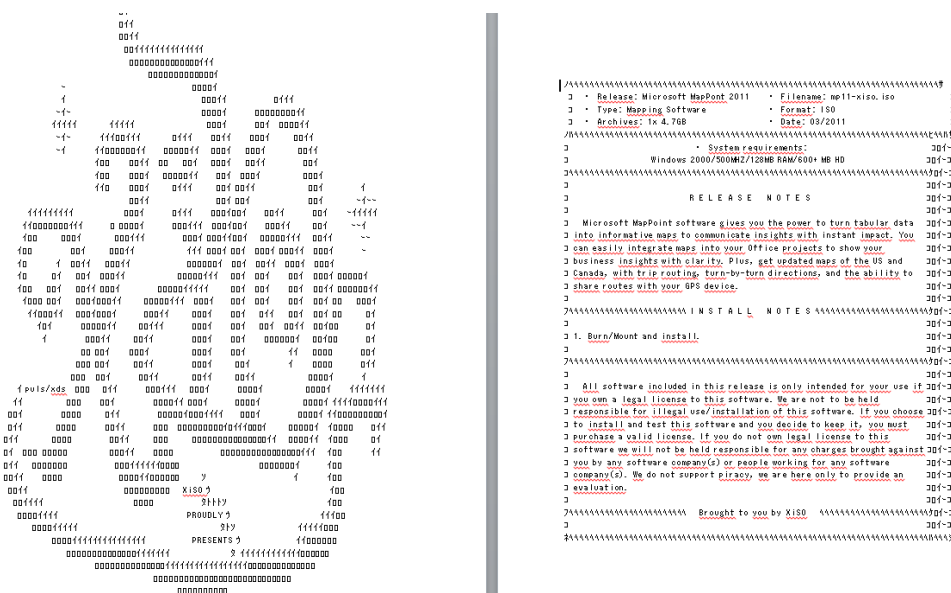 puls/xds
XiSO
PROUDLY
PRESENTS
· Release: Microsoft MapPont 2011 · Filename: mp11-xiso.iso
· Type: Mapping Software · Format: ISO
· Archives: 1x 4.7GB · Date: 03/2011
· System requirements:
Windows 2000/500MHZ/128MB RAM/600+ MB HD
RELEASE NOTES
Microsoft MapPoint software gives you the power to turn tabular data
into informative maps to communicate insights with instant impact. You
can easily integrate maps into your Office projects to show your
business insights with clarity. Plus, get updated maps of the US and
Canada, with trip routing, turn-by-turn directions, and the ability to
share routes with your GPS device.
INSTALL NOTES
1. Burn/Mount and install.
All software included in this release is only intended for your use if
you own a legal license to this software. We are not to be held
responsible for illegal use/installation of this software. If you choose
to install and test this software and you decide to keep it, you must
purchase a valid license. If you do not own legal license to this
software we will not be held responsible for any charges brought against
you by any software company(s) or people working for any software
company(s). We do not support piracy, we are here only to provide an
evaluation.
Brought to you by XiSO